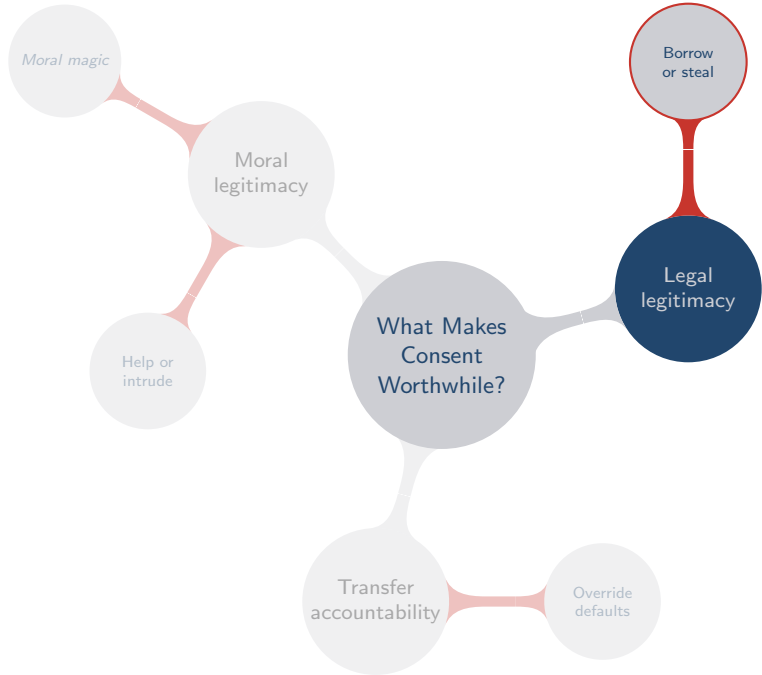 Moral magic
Borrow
or steal
Moral
legitimacy
Legal
legitimacy
What Makes
Consent
Worthwhile?
Help or
intrude
Transfer
accountability
Override
defaults